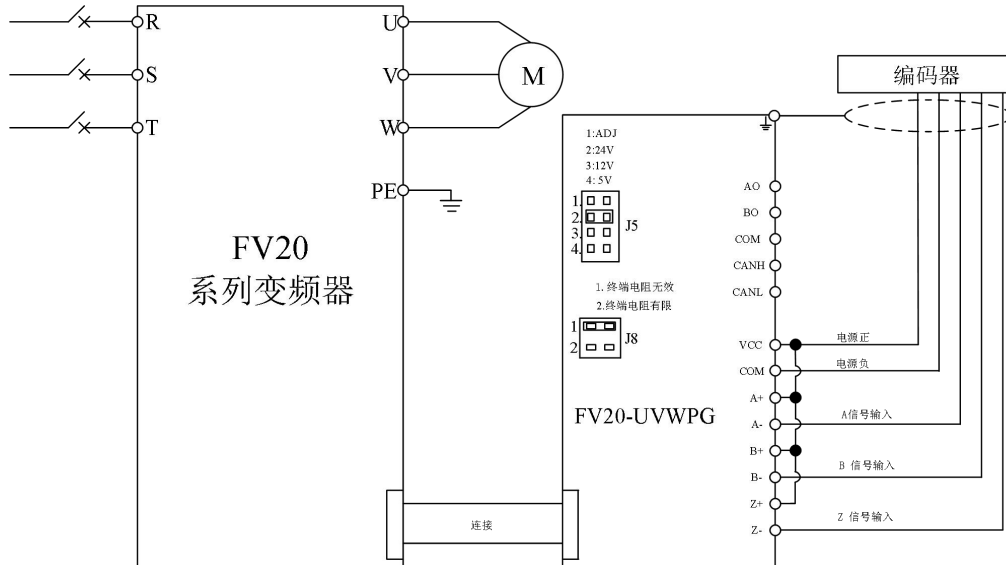 R
S
T
U
V
W
PE
M
FV20
系列变频器
编码器
1:ADJ
2:24V
3:12V
4:5V
1.
2.
3.
4.
J5
1. 终端电阻无效
2.终端电阻有限
1
2
J8
FV20-UVWPG
AO
BO
COM
CANH
CANL
VCC
COM
A+
A-
B+
B-
Z+
Z-
电源正
电源负
A信号输入
B 信号输入
Z 信号输入
连接